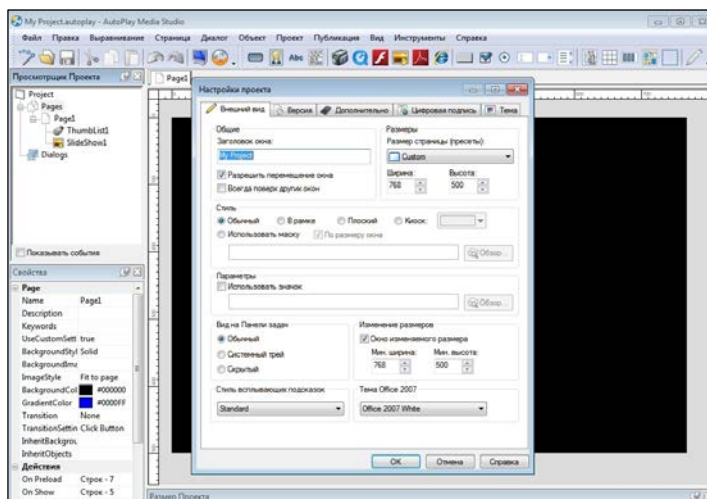 My Project.autoplay - AutoPlay Media Studio
Файл Правка Выравнивание Страница Диалог Объект Проект Публикация Вид Инструменты Справка
Abc
Просмотрщик Проекта
Project
Pages
Page1
ThumbList1
SlideShow1
Dialogs
Показывать события
Свойства
Page
Name Page1
Description
Keywords
UseCustomSett true
BackgroundStyl Solid
BackgroundIma
ImageStyle Fit to page
BackgroundCol #000000
GradientColor #0000FF
Transition None
TransitionSettin Click Button
InheritBackgrou
InheritObjects
Действия
On Preload Строк - 7
On Show Строк - 5
Page1
Настройки проекта
Внешний вид Версия Дополнительно Цифровая подпись Тема
Общие
Заголовок окна:
My Project
Разрешить перемещение окна
Всегда поверх других окон
Размеры
Размер страницы (пресеты):
Custom
Ширина: Высота:
768 500
Стиль
Обычный В рамке Плоский Киоск:
Использовать маску По размеру окна
Обзор...
Параметры
Использовать значок:
Обзор...
Вид на Панели задач
Обычный
Системный трей
Скрытый
Изменение размеров
Окно изменяемого размера
Мин. ширина: Мин. высота:
768 500
Стиль всплывающих подсказок
Standard
Тема Office 2007
Office 2007 White
OK Отмена Справка
Размер Проекта